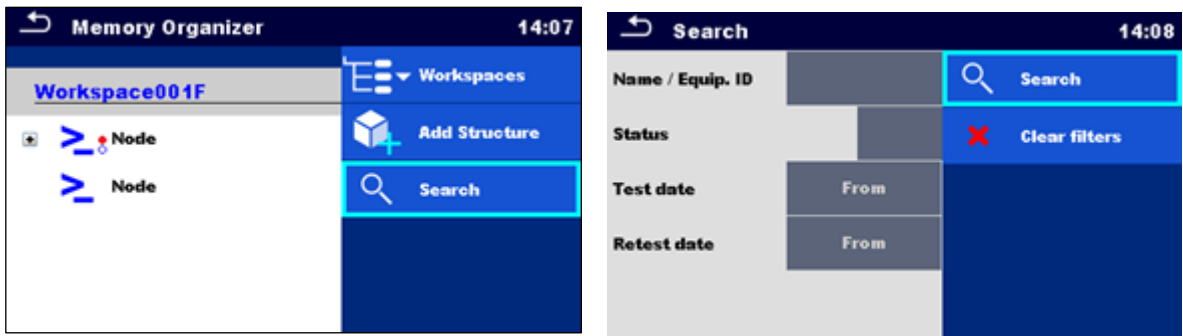 Memory Organizer 14:07
Workspace001F
Node
Node
Workspaces
Add Structure
Search
Search 14:08
Name / Equip. ID
Status
Test date From
Retest date From
Search
Clear filters